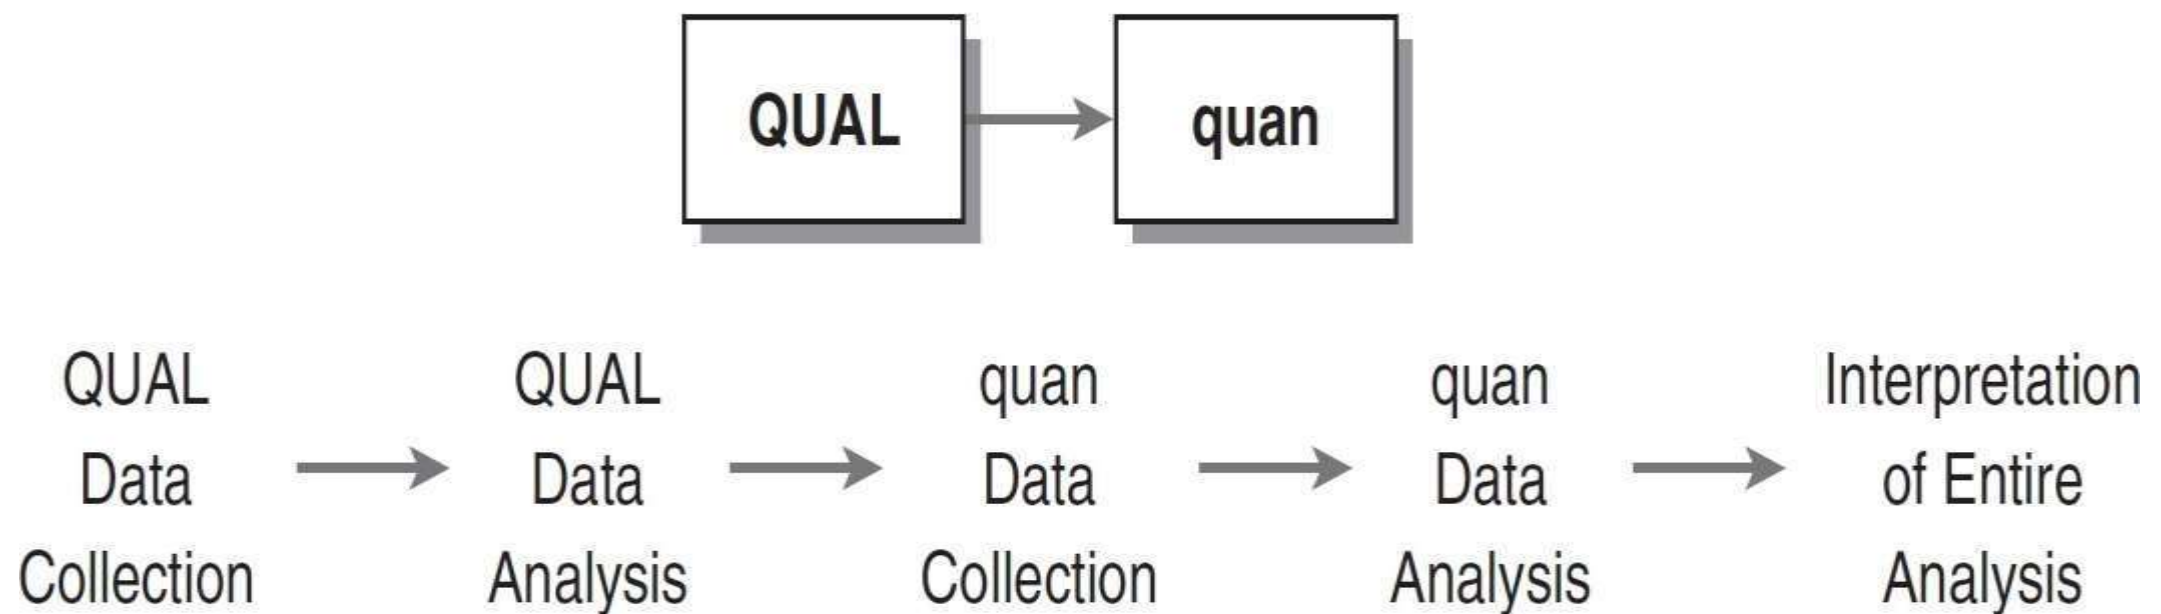 QUAL
quan
QUAL
Data
Collection
QUAL
Data
Analysis
quan
Data
Collection
quan
Data
Analysis
Interpretation
of Entire
Analysis